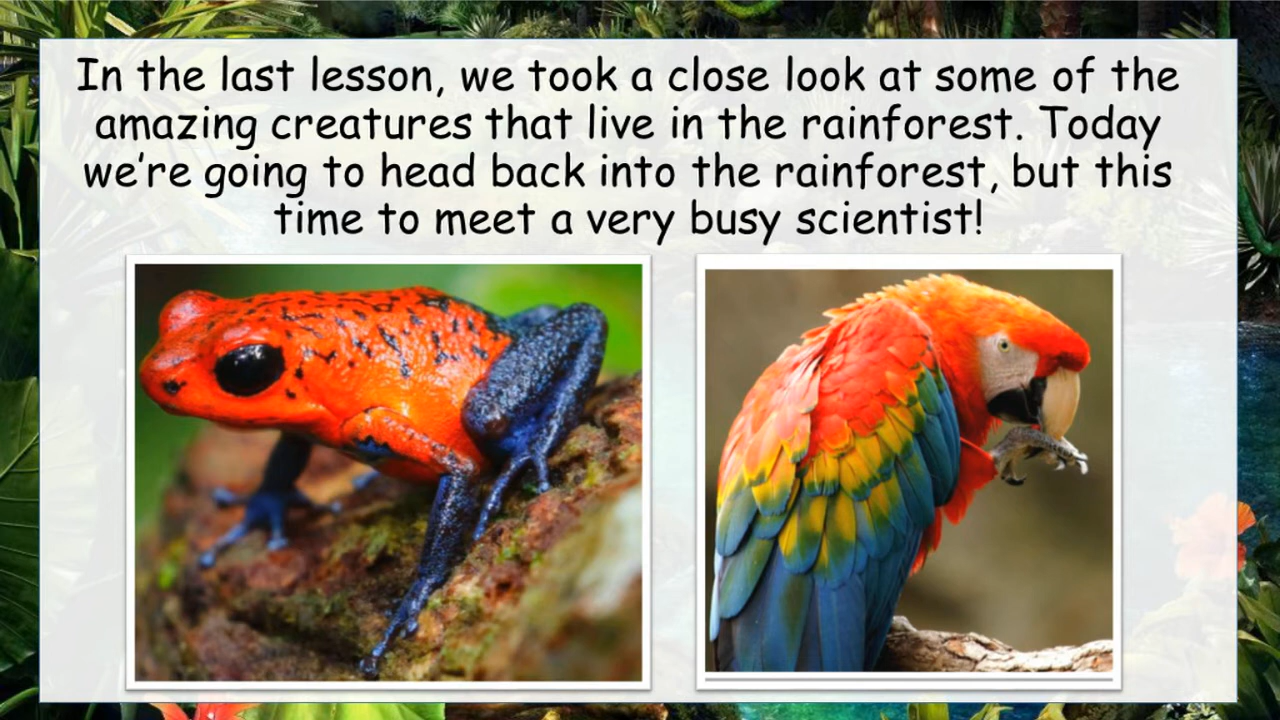 In the last lesson, we took a close look at some of the
amazing creatures that live in the rainforest. Today
we’re going to head back into the rainforest, but this
time to meet a very busy scientist!